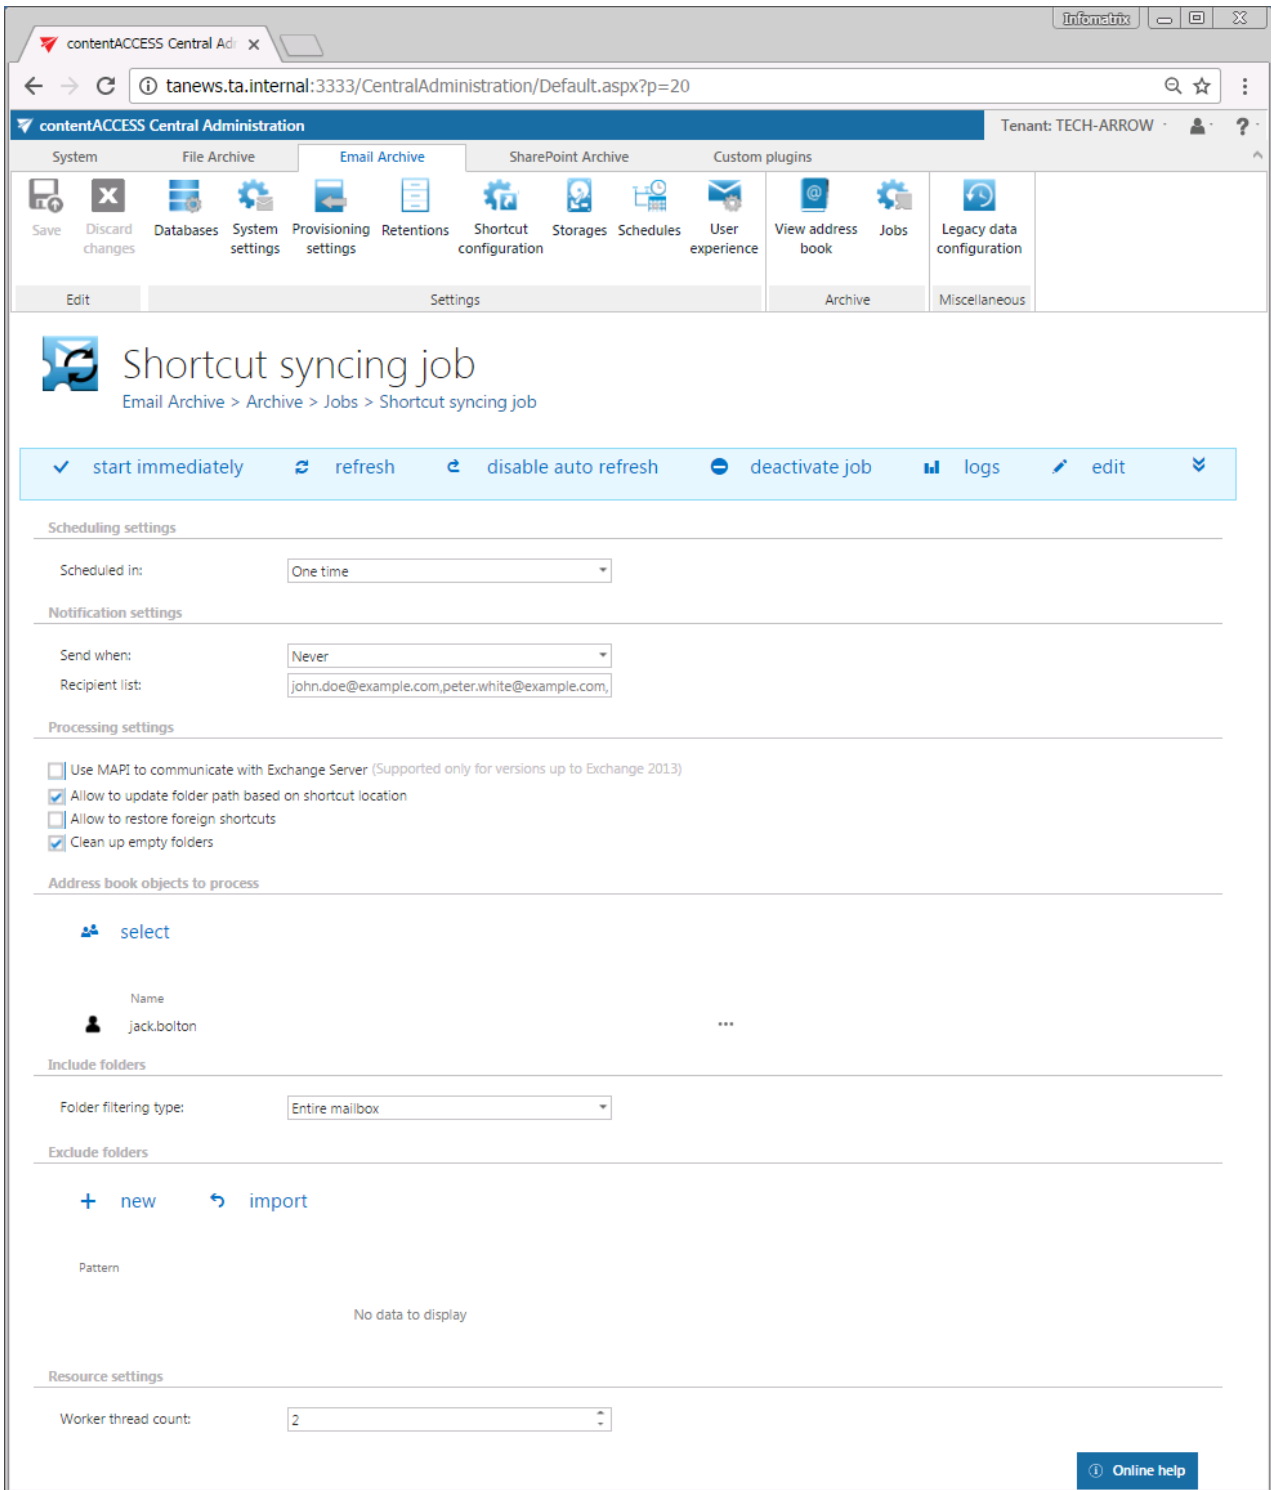 Infomatrix
contentACCESS Central Adr
tanews.ta.internal:3333/CentralAdministration/Default.aspx?p=20
contentACCESS Central Administration
Tenant: TECH-ARROW
?
System File Archive Email Archive SharePoint Archive Custom plugins
Save
Discard changes
Databases
System settings
Provisioning settings
Retentions
Shortcut configuration
Storages
Schedules
User experience
View address book
Jobs
Legacy data configuration
Edit Settings Archive Miscellaneous
Shortcut syncing job
Email Archive > Archive > Jobs > Shortcut syncing job
start immediately refresh disable auto refresh deactivate job logs edit
Scheduling settings
Scheduled in: One time
Notification settings
Send when: Never
Recipient list: john.doe@example.com,peter.white@example.com,
Processing settings
Use MAPI to communicate with Exchange Server (Supported only for versions up to Exchange 2013)
Allow to update folder path based on shortcut location
Allow to restore foreign shortcuts
Clean up empty folders
Address book objects to process
select
Name
jack.bolton ...
Include folders
Folder filtering type: Entire mailbox
Exclude folders
+ new import
Pattern
No data to display
Resource settings
Worker thread count: 2
Online help